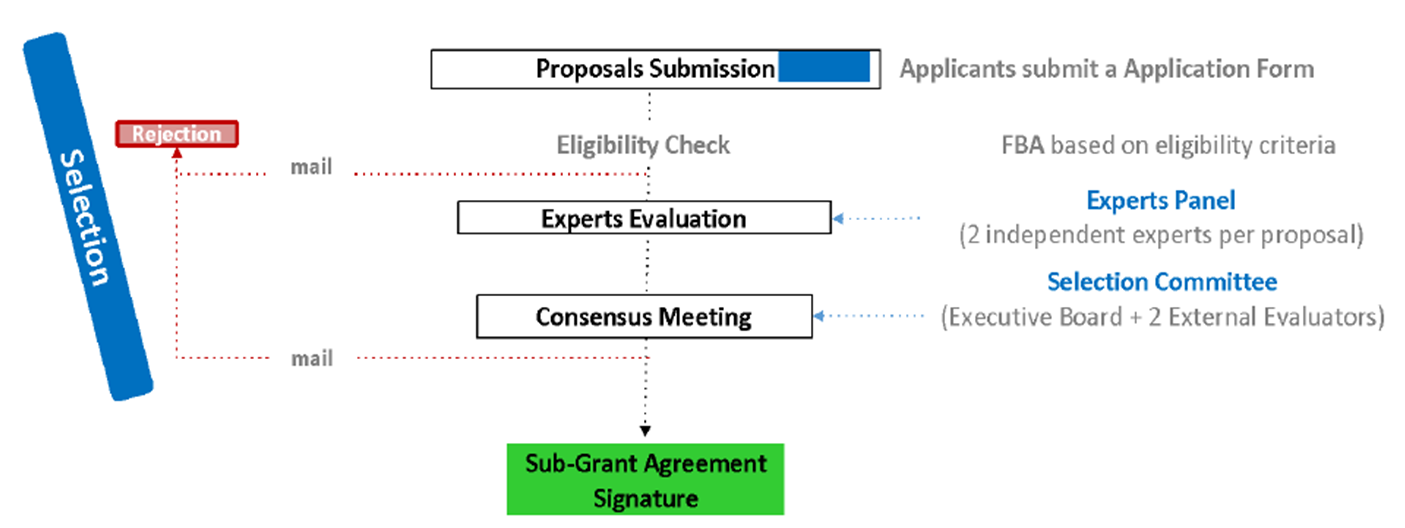 Selection
Proposals Submission
Applicants submit a Application Form
Rejection
Eligibility Check
FBA based on eligibility criteria
mail
Experts Evaluation
Experts Panel
(2 independent experts per proposal)
Selection Committee
Consensus Meeting
(Executive Board + 2 External Evaluators)
mail
Sub-Grant Agreement
Signature